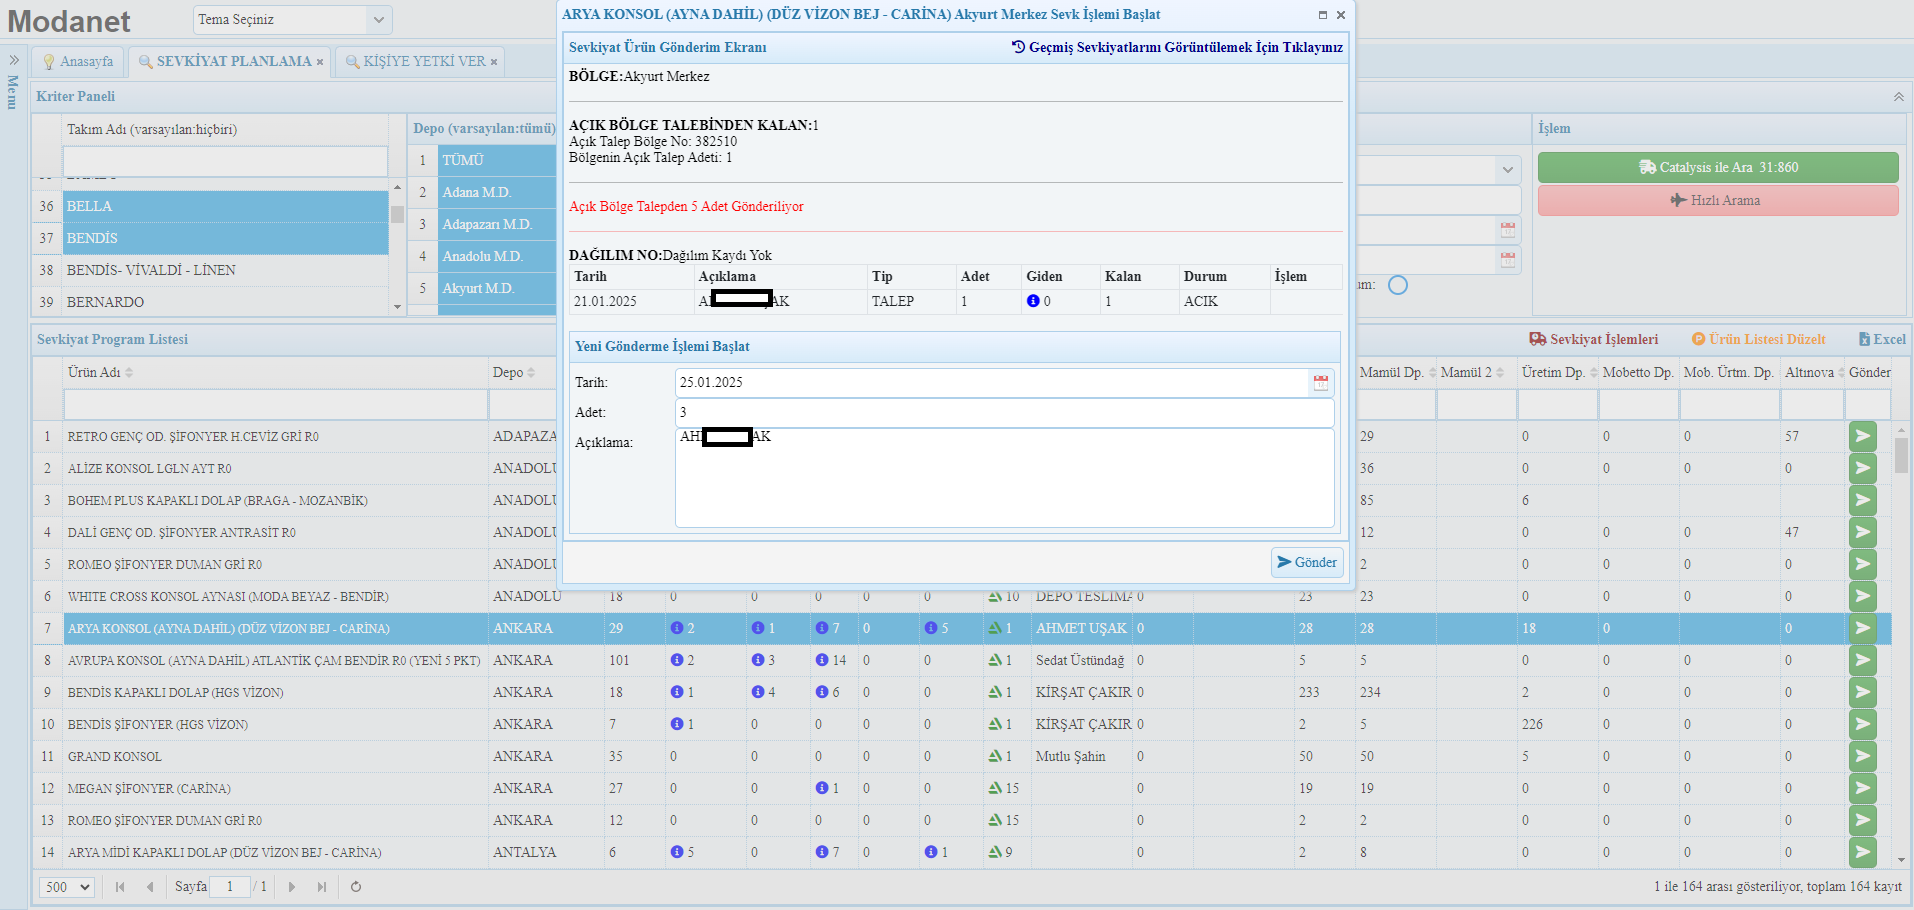 Modanet
Tema Seçiniz
Menu
Anasayfa
SEVKİYAT PLANLAMA ×
KİŞİYE YETKİ VER ×
Kriter Paneli
Takım Adı (varsayılan:hiçbiri)
36 BELLA
37 BENDİS
38 BENDİS- VİVALDİ - LİNEN
39 BERNARDO
Depo (varsayılan:tümü)
1 TÜMÜ
2 Adana M.D.
3 Adapazarı M.D.
4 Anadolu M.D.
5 Akyurt M.D.
İşlem
Catalysis ile Ara 31:860
Hızlı Arama
ARYA KONSOL (AYNA DAHİL) (DÜZ VİZON BEJ - CARİNA) Akyurt Merkez Sevk İşlemi Başlat
Sevkiyat Ürün Gönderim Ekranı
Geçmiş Sevkiyatlarını Görüntülemek İçin Tıklayınız
BÖLGE:Akyurt Merkez
AÇIK BÖLGE TALEBİNDEN KALAN:1
Açık Talep Bölge No: 382510
Bölgenin Açık Talep Adeti: 1
Açık Bölge Talepden 5 Adet Gönderiliyor
DAĞILIM NO:Dağılım Kaydı Yok
Tarih Açıklama Tip Adet Giden Kalan Durum İşlem
21.01.2025 AK TALEP 1 0 1 ACIK
Yeni Gönderme İşlemi Başlat
Tarih: 25.01.2025
Adet: 3
Açıklama: AH AK
Gönder
Sevkiyat Program Listesi
Sevkiyat İşlemleri
Ürün Listesi Düzelt
Excel
Ürün Adı Depo Mamül Dp. Mamül 2 Üretim Dp. Mobetto Dp. Mob. Ürtm. Dp. Altınova Gönder
1 RETRO GENÇ OD. ŞİFONYER H.CEVİZ GRİ R0 ADAPAZA 29 0 0 0 57
2 ALİZE KONSOL LGLN AYT R0 ANADOLU 36 0 0 0 0
3 BOHEM PLUS KAPAKLI DOLAP (BRAGA - MOZANBİK) ANADOLU 85 6
4 DALİ GENÇ OD. ŞİFONYER ANTRASİT R0 ANADOLU 12 0 0 0 47
5 ROMEO ŞİFONYER DUMAN GRİ R0 ANADOLU 2 0 0 0 0
6 WHITE CROSS KONSOL AYNASI (MODA BEYAZ - BENDİR) ANADOLU 18 0 0 0 0 0 10 DEPO TESLİMA 0 23 23 0 0 0 0
7 ARYA KONSOL (AYNA DAHİL) (DÜZ VİZON BEJ - CARİNA) ANKARA 29 2 1 7 0 5 1 AHMET UŞAK 0 28 28 18 0 0
8 AVRUPA KONSOL (AYNA DAHİL) ATLANTİK ÇAM BENDİR R0 (YENİ 5 PKT) ANKARA 101 2 3 14 0 0 1 Sedat Üstündağ 0 5 5 0 0 0 0
9 BENDİS KAPAKLI DOLAP (HGS VİZON) ANKARA 18 1 4 6 0 0 1 KİRŞAT ÇAKIR 0 233 234 2 0 0 0
10 BENDİS ŞİFONYER (HGS VİZON) ANKARA 7 1 0 0 0 0 1 KİRŞAT ÇAKIR 0 2 5 226 0 0 0
11 GRAND KONSOL ANKARA 35 0 0 0 0 0 1 Mutlu Şahin 0 50 50 5 0 0 0
12 MEGAN ŞİFONYER (CARİNA) ANKARA 27 0 0 1 0 0 15 0 19 19 0 0 0 0
13 ROMEO ŞİFONYER DUMAN GRİ R0 ANKARA 12 0 0 0 0 0 15 0 2 2 0 0 0 0
14 ARYA MİDİ KAPAKLI DOLAP (DÜZ VİZON BEJ - CARİNA) ANTALYA 6 5 0 7 0 1 9 0 2 8 0 0 0 0
500 Sayfa 1 / 1
1 ile 164 arası gösteriliyor, toplam 164 kayıt